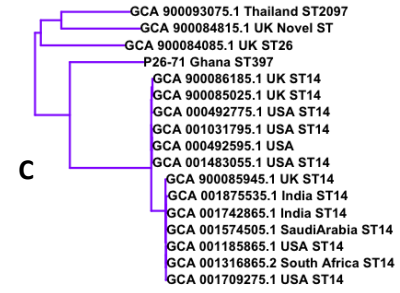 GCA 900093075.1 Thailand ST2097
GCA 900084815.1 UK Novel ST
GCA 900084085.1 UK ST26
P26-71 Ghana ST397
GCA 900086185.1 UK ST14
GCA 900085025.1 UK ST14
GCA 000492775.1 USA ST14
GCA 001031795.1 USA ST14
GCA 000492595.1 USA
GCA 001483055.1 USA ST14
C
GCA 900085945.1 UK ST14
GCA 001875535.1 India ST14
GCA 001742865.1 India ST14
GCA 001574505.1 SaudiArabia ST14
GCA 001185865.1 USA ST14
GCA 001316865.2 South Africa ST14
GCA 001709275.1 USA ST14